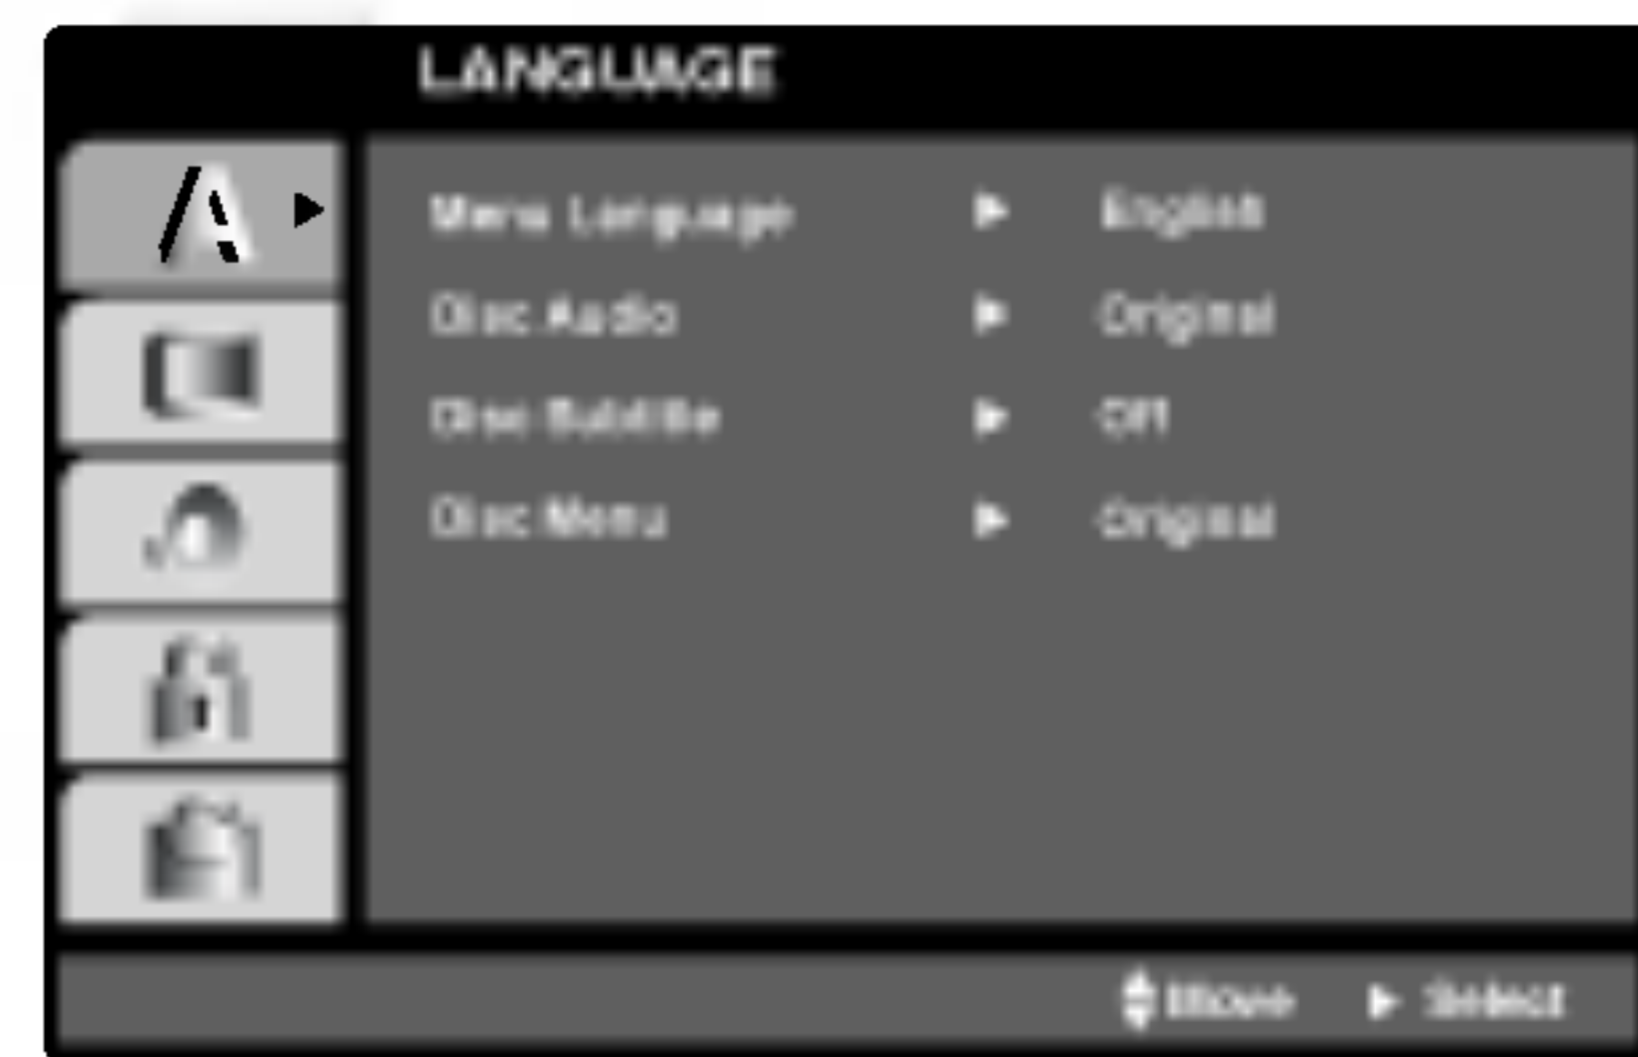 LANGUAGE
Menu Language ► English
Disc Audio ► Original
Disc Subtitle ► Off
Disc Menu ► Original
Move ► Select